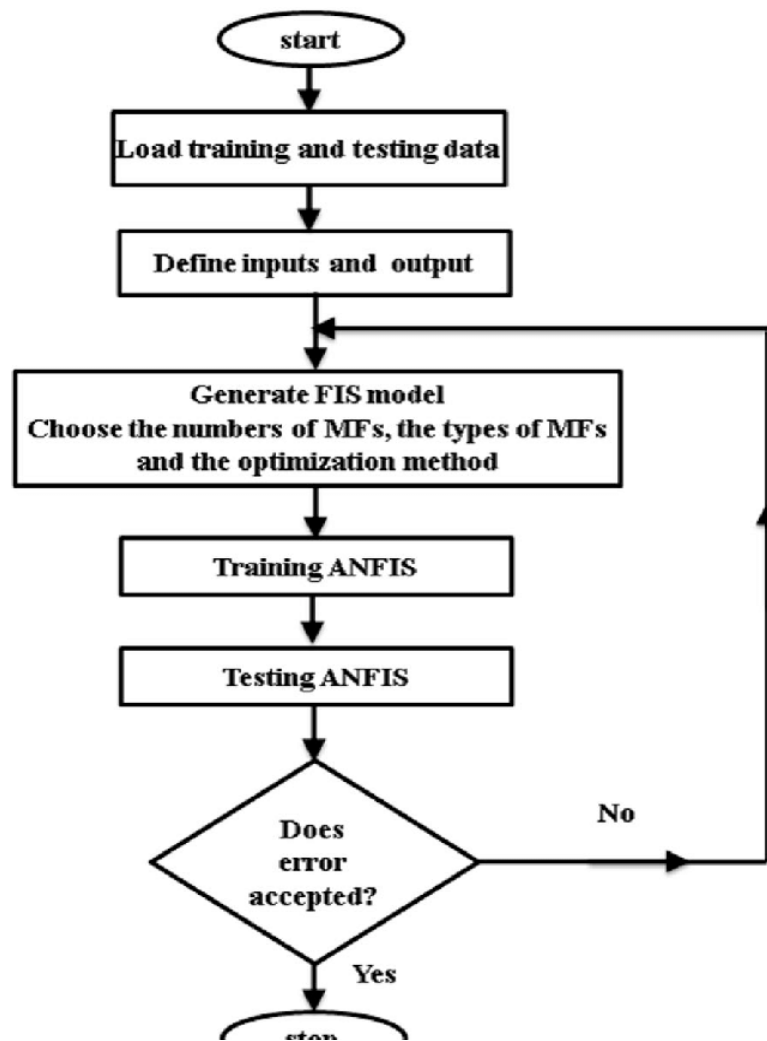 start
Load training and testing data
Define inputs and output
Generate FIS model
Choose the numbers of MFs, the types of MFs
and the optimization method
Training ANFIS
Testing ANFIS
Does
error
accepted?
No
Yes
stop